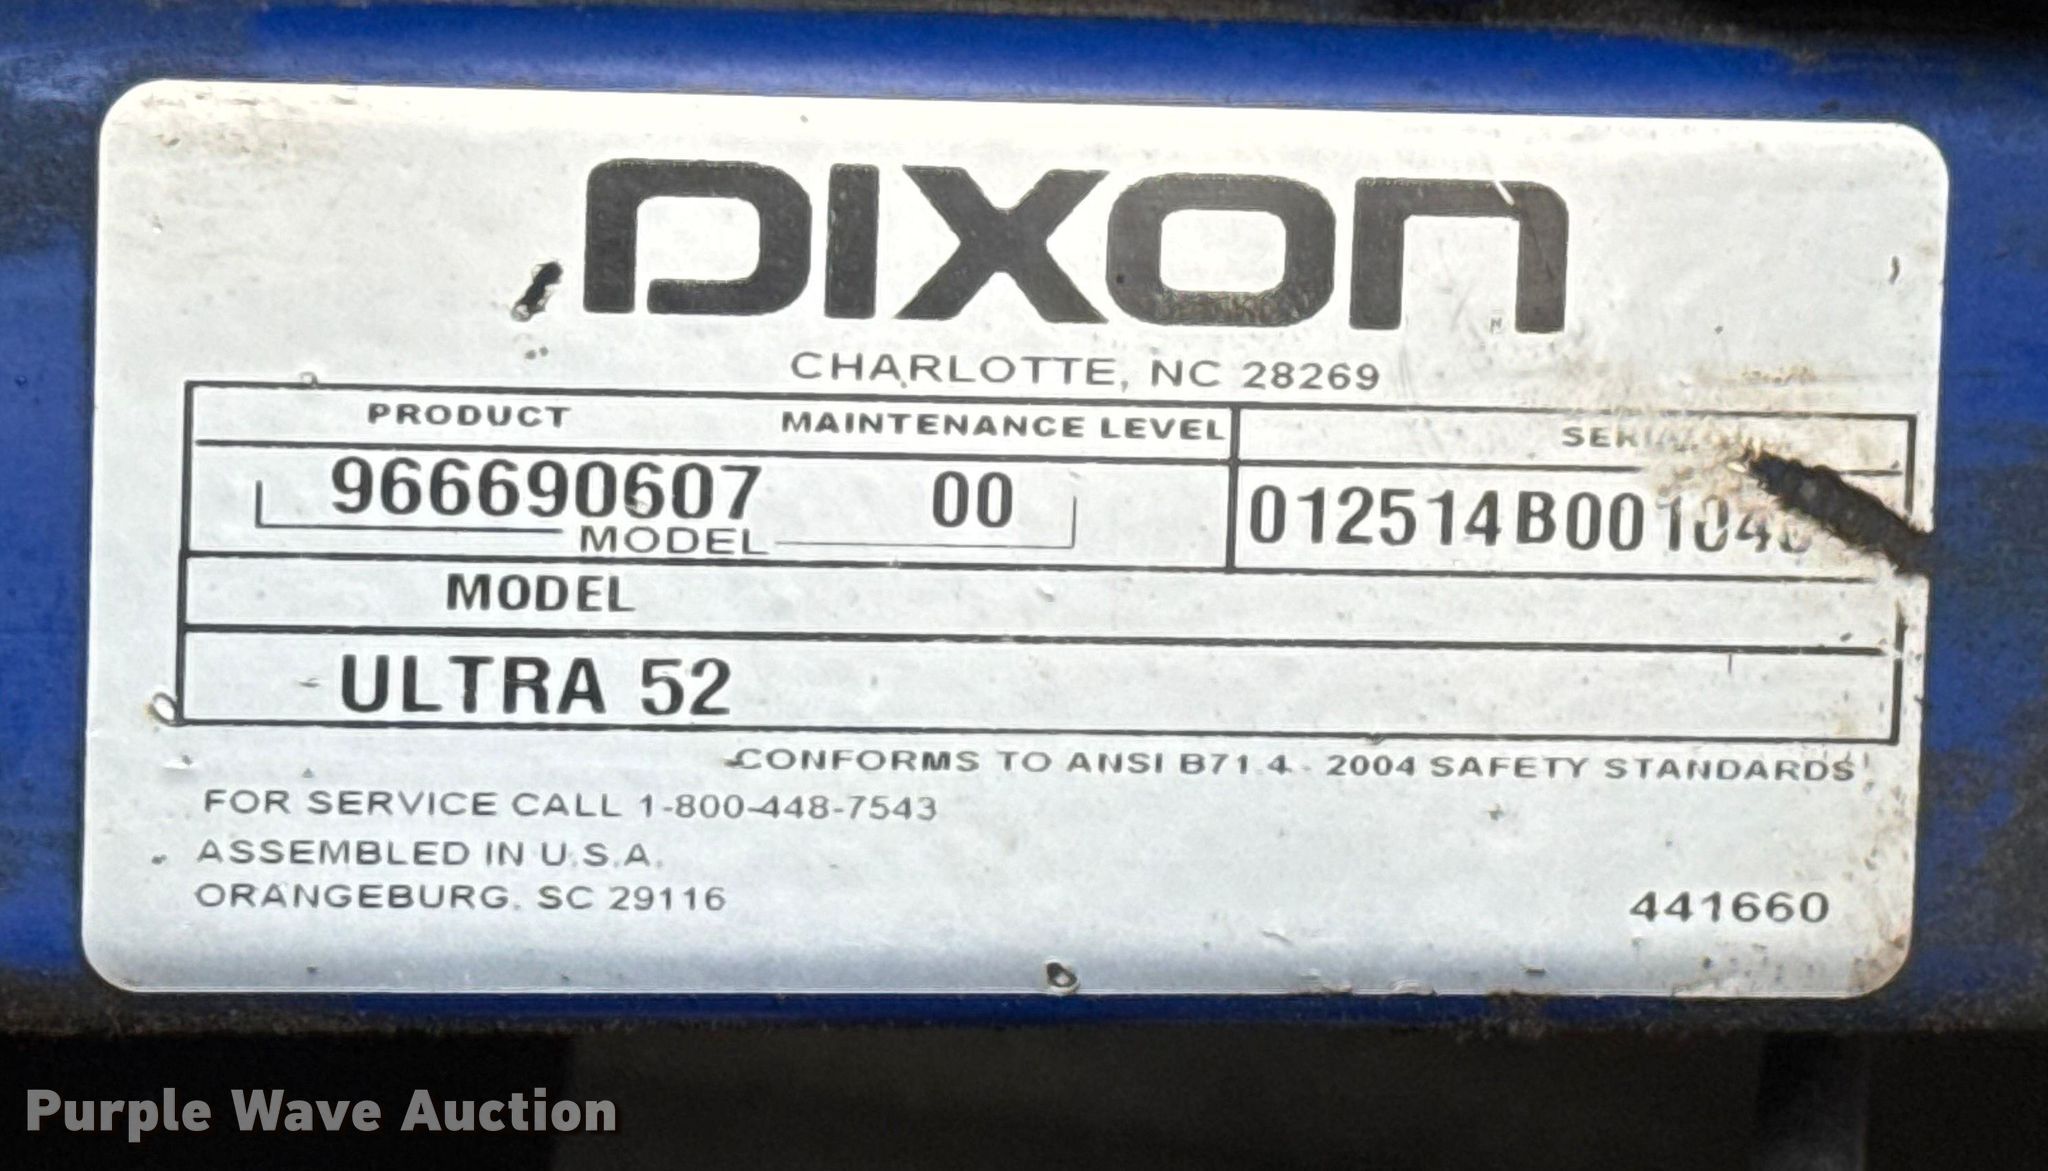 DIXON
CHARLOTTE, NC 28269
PRODUCT MAINTENANCE LEVEL
966690607 00
MODEL
MODEL
ULTRA 52
CONFORMS TO ANSI B71.4 - 2004 SAFETY STANDARDS
FOR SERVICE CALL 1-800-448-7543
ASSEMBLED IN U.S.A.
ORANGEBURG, SC 29116
441660
Purple Wave Auction